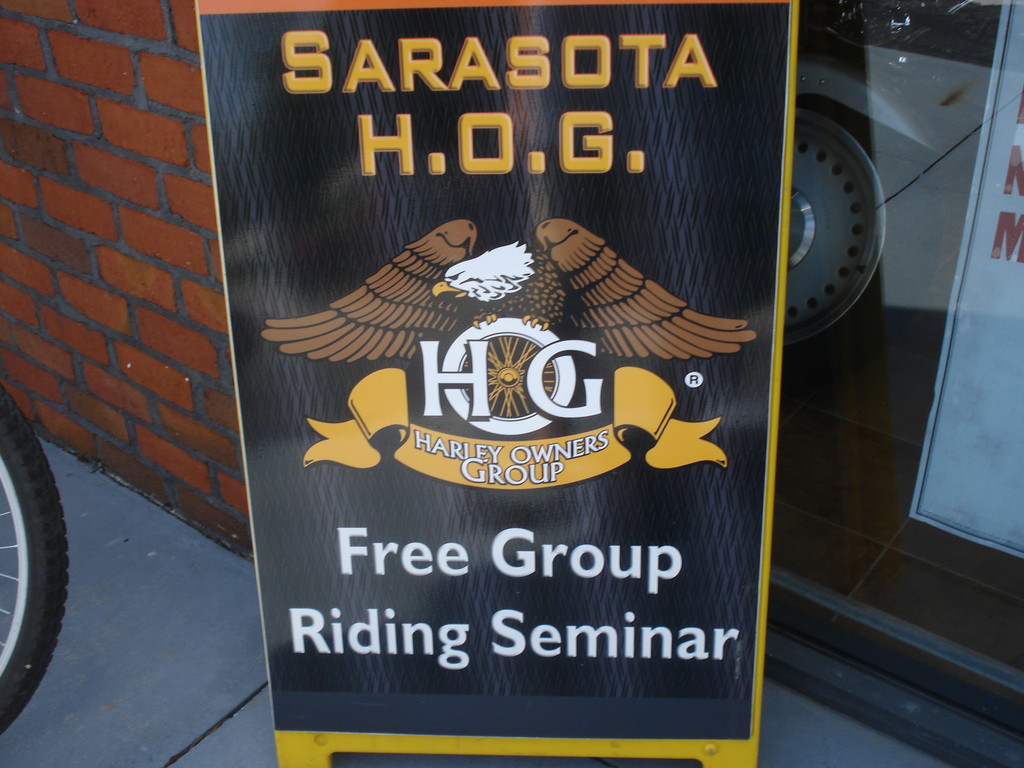 SARASOTA
H.O.G.
HOG
®
HARLEY OWNERS
GROUP
Free Group
Riding Seminar
N
M